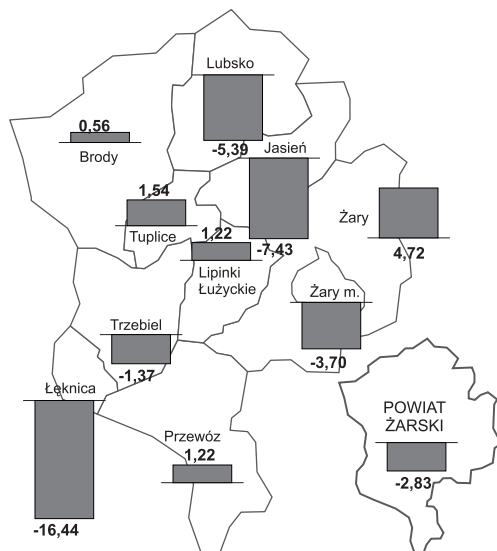 Lubsko
-5,39
0,56
Brody
Jasień
-7,43
1,54
Tuplice
1,22
Lipinki
Łużyckie
Żary
4,72
Żary m.
-3,70
Trzebiel
-1,37
Łęknica
-16,44
Przewóz
1,22
POWIAT
ŻARSKI
-2,83